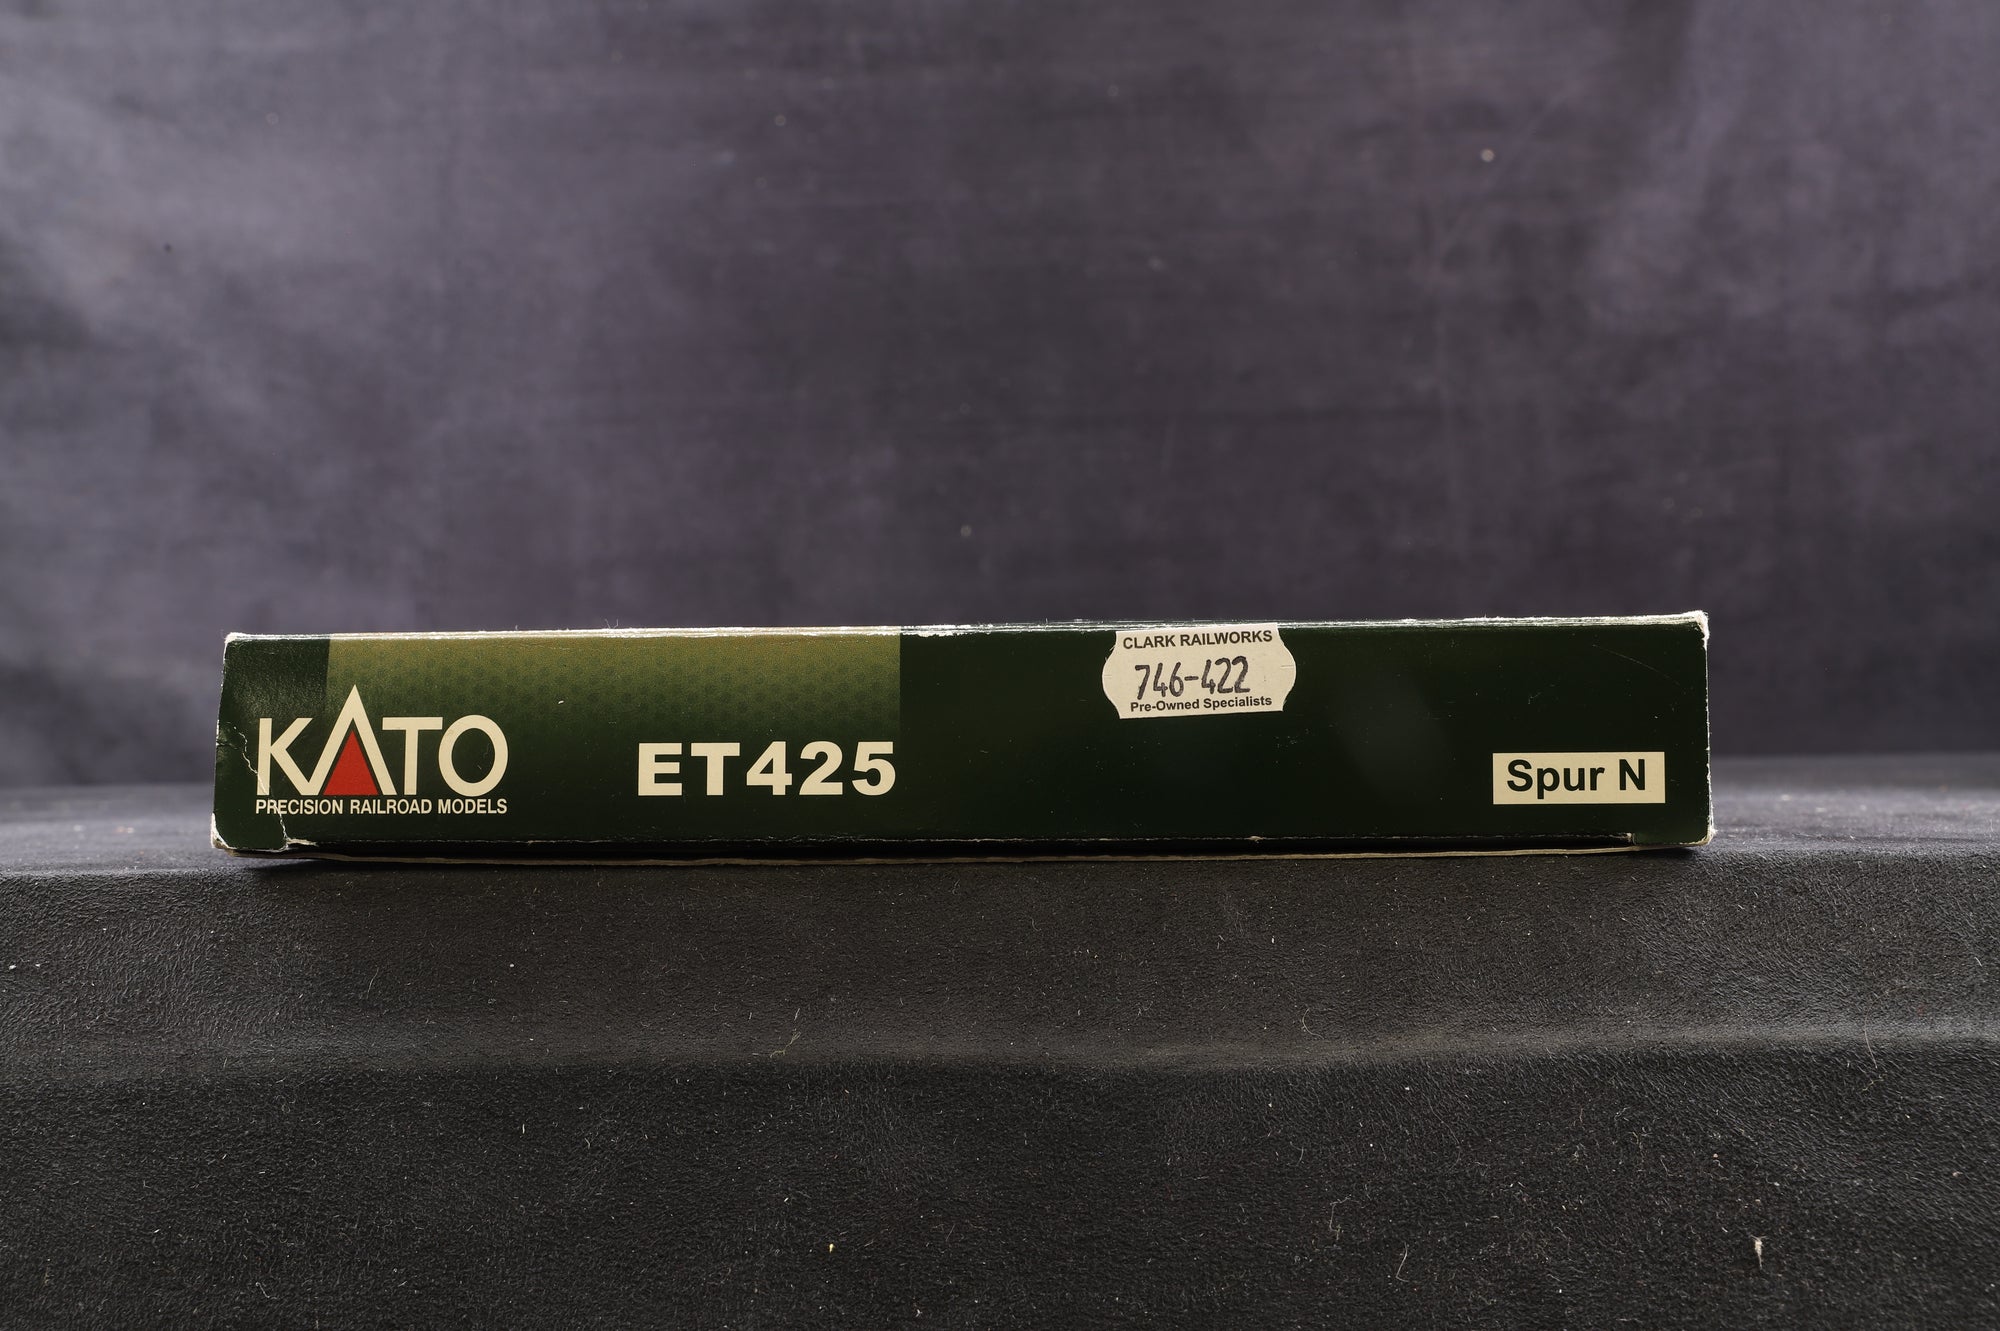 KATO
PRECISION RAILROAD MODELS
ET425
CLARK RAILWORKS
746-422
Pre-Owned Specialists
Spur N